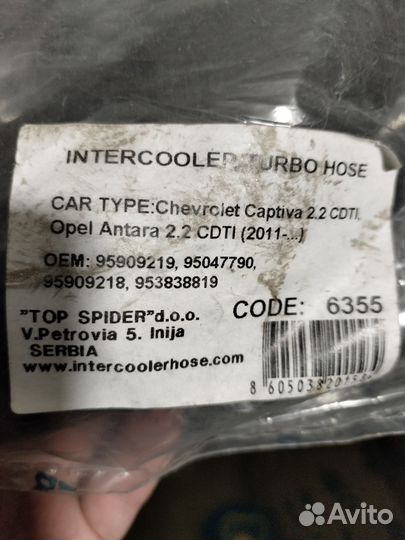 INTERCOOLER TURBO HOSE
CAR TYPE:Chevrolet Captiva 2.2 CDTI,
Opel Antara 2.2 CDTI (2011-...)
OEM: 95909219, 95047790,
95909218, 953838819
CODE: 6355
"TOP SPIDER"d.o.o.
V.Petrovia 5. Inija
SERBIA
www.intercoolerhose.com
Avito